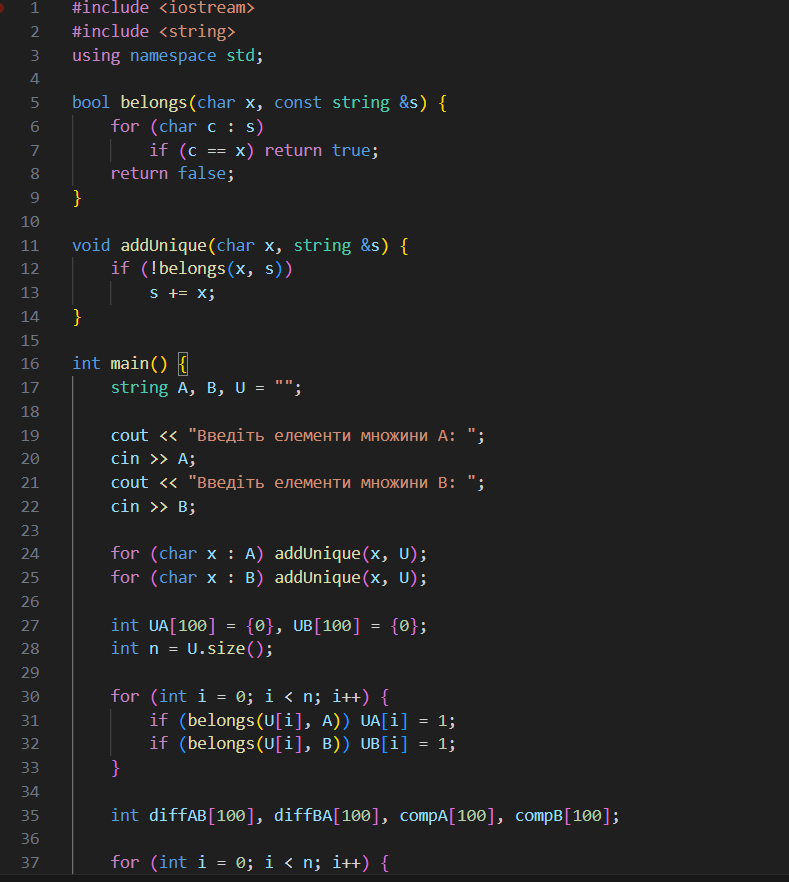 1 #include <iostream>
2 #include <string>
3 using namespace std;
4
5 bool belongs(char x, const string &s) {
6 for (char c : s)
7 if (c == x) return true;
8 return false;
9 }
10
11 void addUnique(char x, string &s) {
12 if (!belongs(x, s))
13 s += x;
14 }
15
16 int main() {
17 string A, B, U = "";
18
19 cout << "Введіть елементи множини A: ";
20 cin >> A;
21 cout << "Введіть елементи множини B: ";
22 cin >> B;
23
24 for (char x : A) addUnique(x, U);
25 for (char x : B) addUnique(x, U);
26
27 int UA[100] = {0}, UB[100] = {0};
28 int n = U.size();
29
30 for (int i = 0; i < n; i++) {
31 if (belongs(U[i], A)) UA[i] = 1;
32 if (belongs(U[i], B)) UB[i] = 1;
33 }
34
35 int diffAB[100], diffBA[100], compA[100], compB[100];
36
37 for (int i = 0; i < n; i++) {